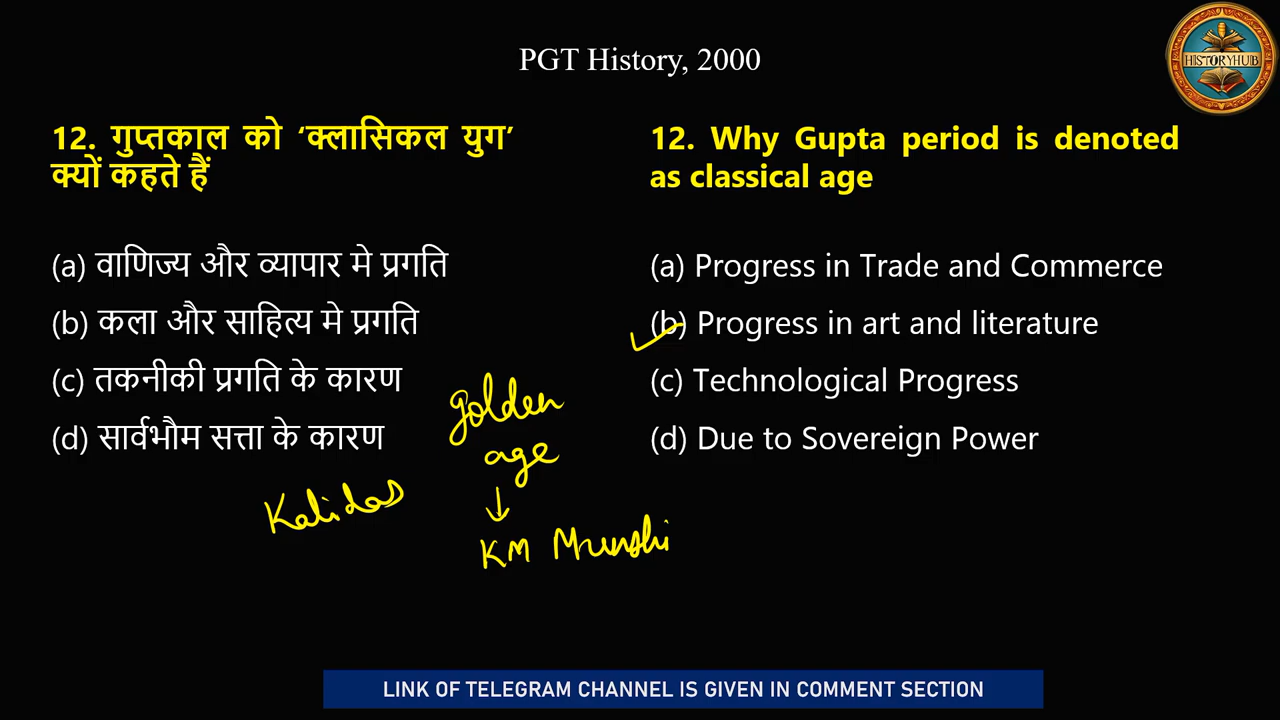 PGT History, 2000
HISTORYHUB
12. गुप्तकाल को ‘क्लासिकल युग’
क्यों कहते हैं
(a) वाणिज्य और व्यापार मे प्रगति
(b) कला और साहित्य मे प्रगति
(c) तकनीकी प्रगति के कारण
(d) सार्वभौम सत्ता के कारण
12. Why Gupta period is denoted
as classical age
(a) Progress in Trade and Commerce
(b) Progress in art and literature
(c) Technological Progress
(d) Due to Sovereign Power
golden
age
Kalidas
KM Munshi
LINK OF TELEGRAM CHANNEL IS GIVEN IN COMMENT SECTION